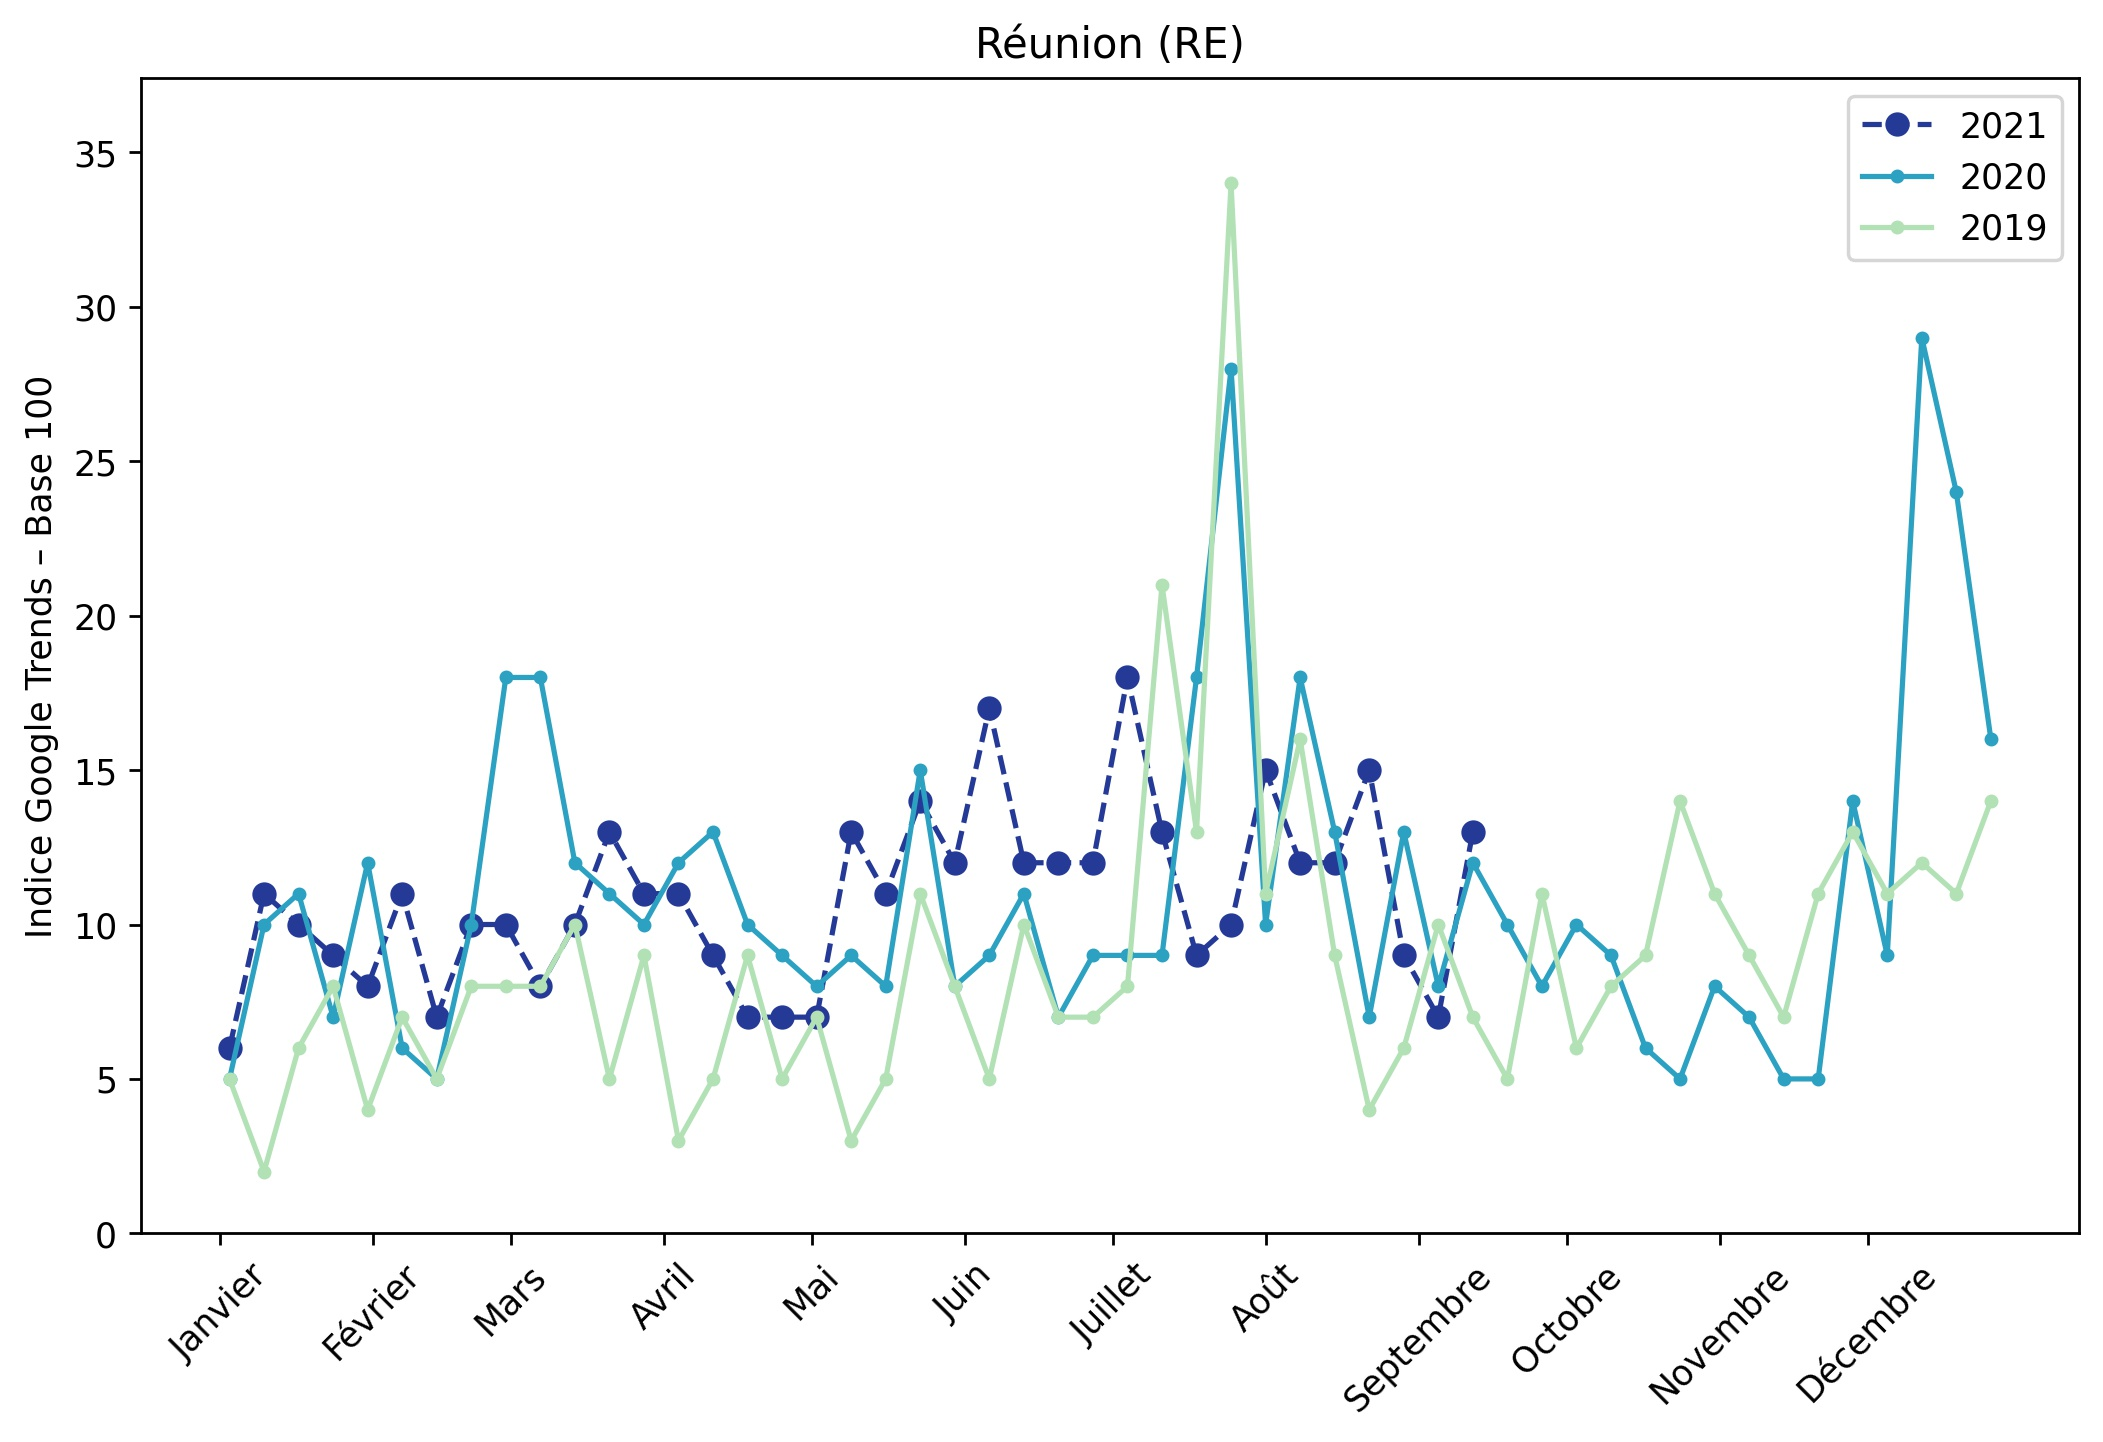 Réunion (RE)
2021
2020
2019
Indice Google Trends – Base 100
35
30
25
20
15
10
5
0
Janvier
Février
Mars
Avril
Mai
Juin
Juillet
Août
Septembre
Octobre
Novembre
Décembre